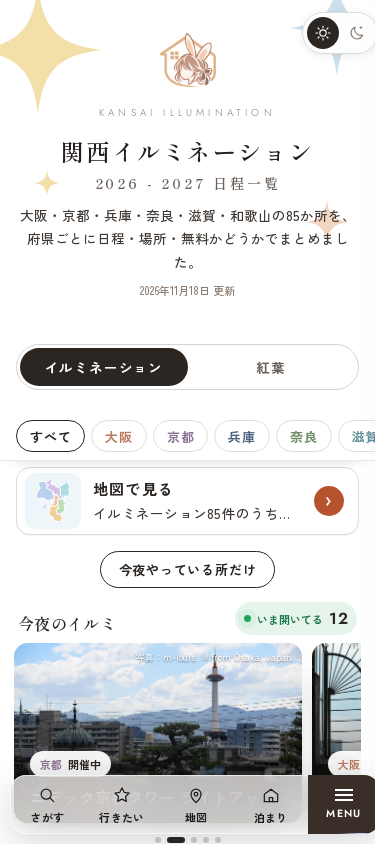 KANSAI ILLUMINATION
関西イルミネーション
2026 - 2027 日程一覧
大阪・京都・兵庫・奈良・滋賀・和歌山の85か所を、
府県ごとに日程・場所・無料かどうかでまとめまし
た。
2026年11月18日 更新
イルミネーション
紅葉
すべて
大阪
京都
兵庫
奈良
滋賀
地図で見る
イルミネーション85件のうち…
今夜やっている所だけ
今夜のイルミ
いま開いてる 12
写真: m-louis .® from Osaka, Japan
京都 開催中
大阪
さがす
行きたい
地図
泊まり
MENU